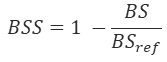 BSS = 1 − BS / BS_ref